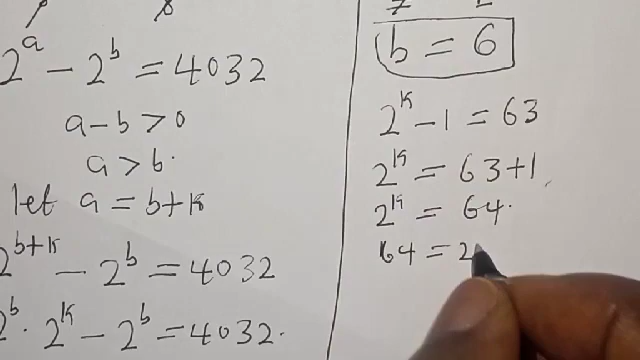 2^a - 2^b = 4032
a - b > 0
a > b.
let a = b + k
2^{b+k} - 2^b = 4032
2^b . 2^k - 2^b = 4032.
b = 6
2^k - 1 = 63
2^k = 63 + 1
2^k = 64.
64 = 2